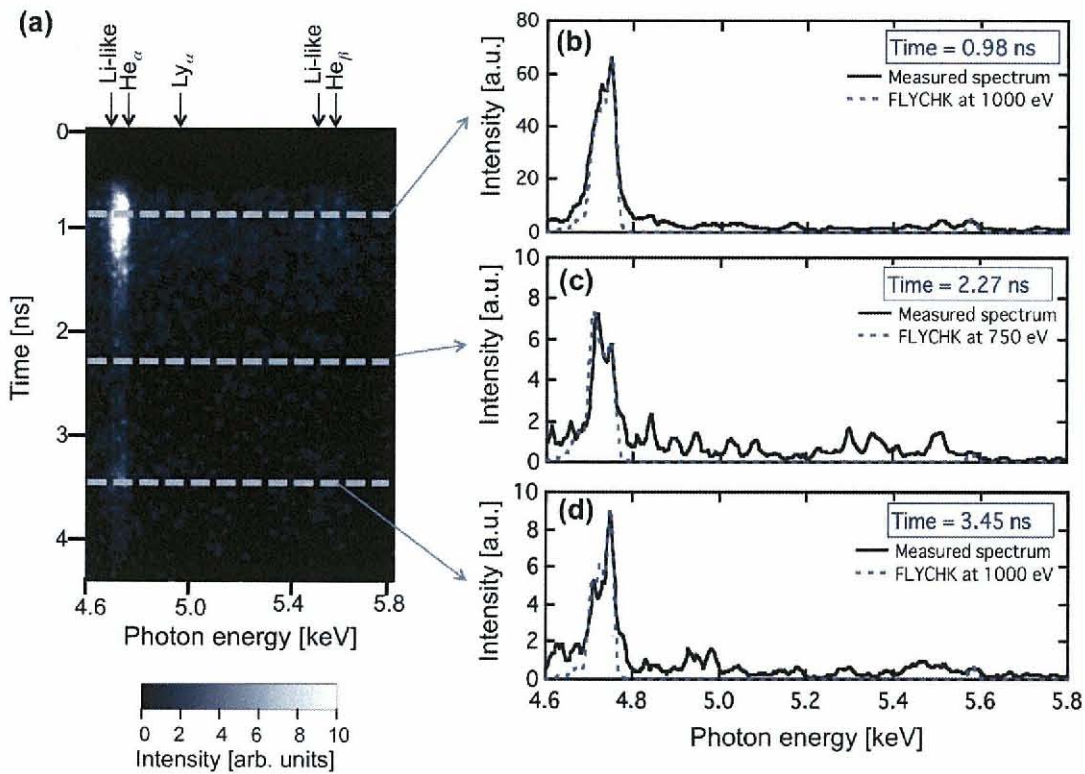 (a)
Li-like
Heα
Lyα
Li-like
Heβ
0
1
2
3
4
Time [ns]
4.6 5.0 5.4 5.8
Photon energy [keV]
0 2 4 6 8 10
Intensity [arb. units]
(b)
Time = 0.98 ns
Measured spectrum
FLYCHK at 1000 eV
80
60
40
20
0
Intensity [a.u.]
(c)
Time = 2.27 ns
Measured spectrum
FLYCHK at 750 eV
10
8
6
4
2
0
Intensity [a.u.]
(d)
Time = 3.45 ns
Measured spectrum
FLYCHK at 1000 eV
10
8
6
4
2
0
Intensity [a.u.]
4.6 4.8 5.0 5.2 5.4 5.6 5.8
Photon energy [keV]